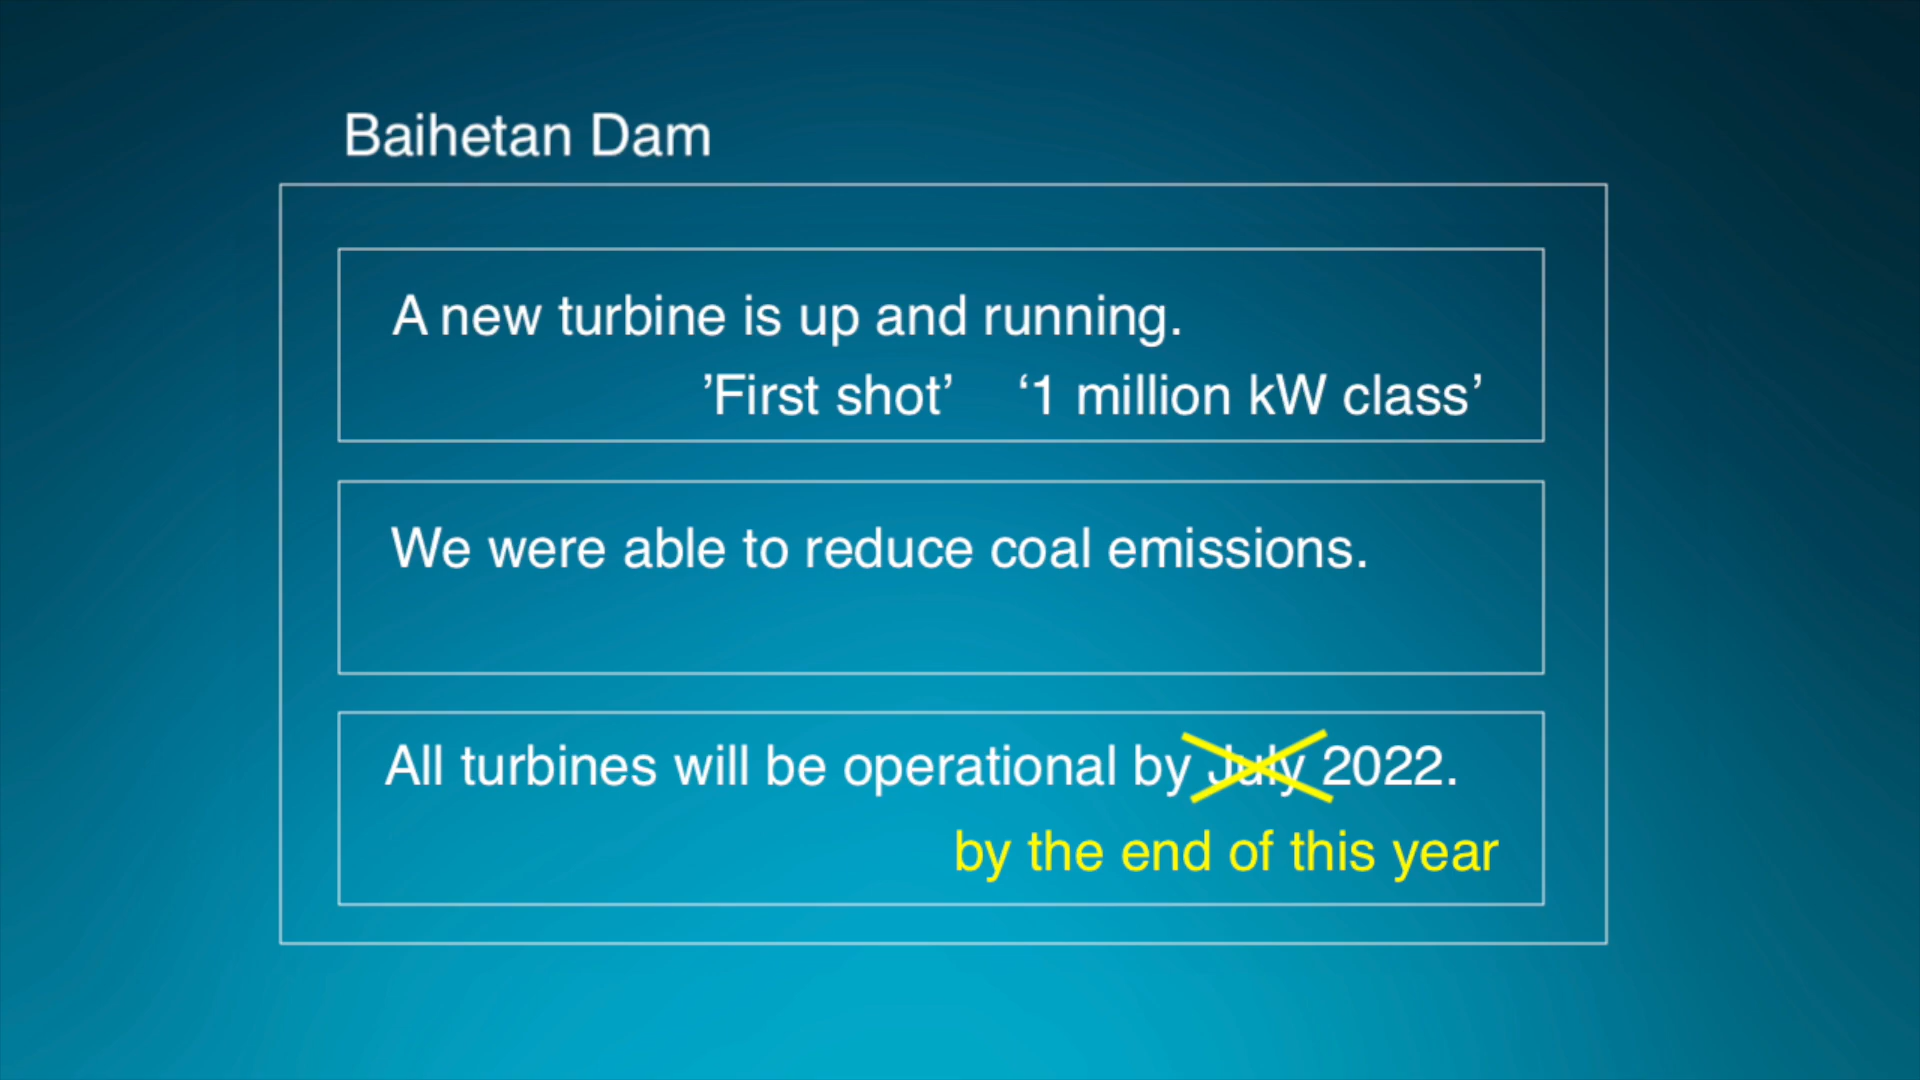 Baihetan Dam
A new turbine is up and running.
’First shot’ ‘1 million kW class’
We were able to reduce coal emissions.
All turbines will be operational by July 2022.
by the end of this year